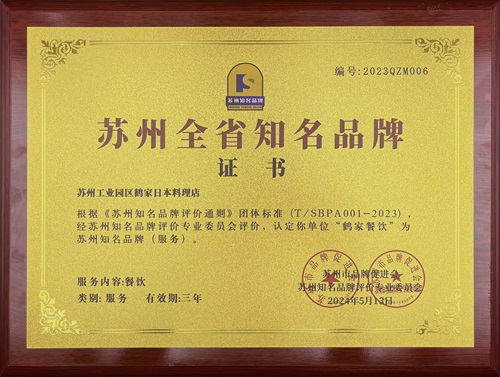 苏州知名品牌
编号:2023QZM006
苏州全省知名品牌
证书
苏州工业园区鹤家日本料理店
根据《苏州知名品牌评价通则》团体标准(T/SBPA001-2023),
经苏州知名品牌评价专业委员会评价,认定你单位“鹤家餐饮”为
苏州知名品牌(服务)。
服务内容:餐饮
类别: 服务 有效期:三年
苏州市品牌促进会
苏州知名品牌评价专业委员会
2024年5月13日